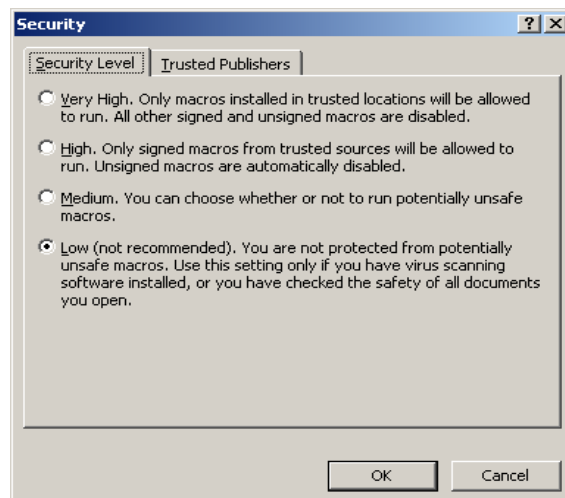 Security
Security Level
Trusted Publishers
Very High. Only macros installed in trusted locations will be allowed
to run. All other signed and unsigned macros are disabled.
High. Only signed macros from trusted sources will be allowed to
run. Unsigned macros are automatically disabled.
Medium. You can choose whether or not to run potentially unsafe
macros.
Low (not recommended). You are not protected from potentially
unsafe macros. Use this setting only if you have virus scanning
software installed, or you have checked the safety of all documents
you open.
OK
Cancel